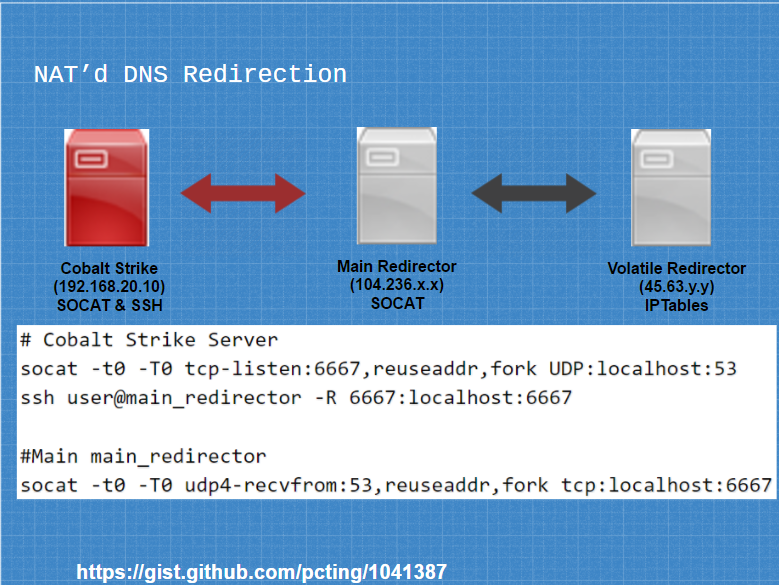 NAT’d DNS Redirection
Cobalt Strike
(192.168.20.10)
SOCAT & SSH
Main Redirector
(104.236.x.x)
SOCAT
Volatile Redirector
(45.63.y.y)
IPTables
# Cobalt Strike Server
socat -t0 -T0 tcp-listen:6667,reuseaddr,fork UDP:localhost:53
ssh user@main_redirector -R 6667:localhost:6667
#Main main_redirector
socat -t0 -T0 udp4-recvfrom:53,reuseaddr,fork tcp:localhost:6667
https://gist.github.com/pcting/1041387